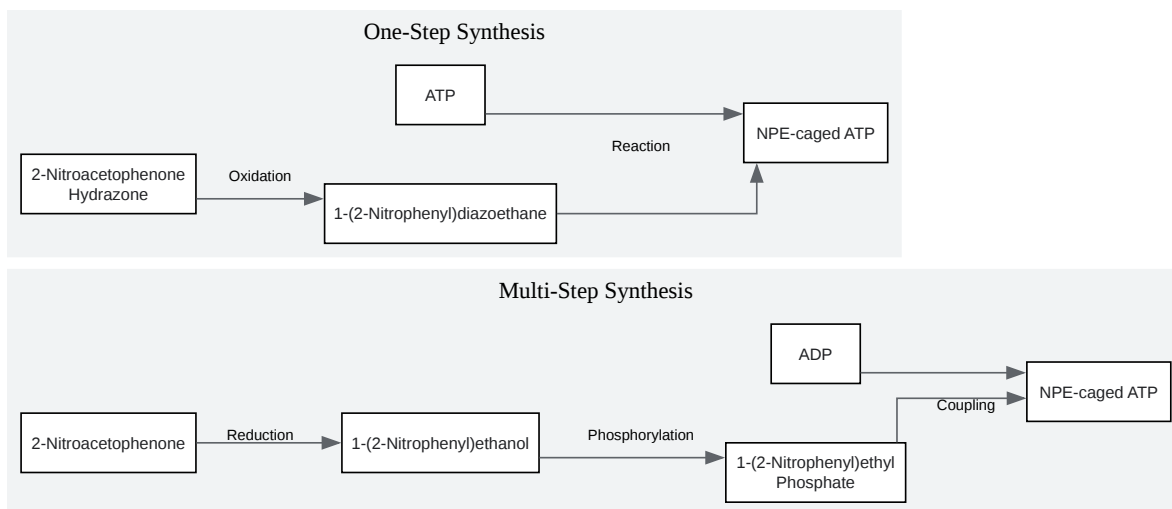 One-Step Synthesis
ATP
NPE-caged ATP
Reaction
2-Nitroacetophenone
Hydrazone
Oxidation
1-(2-Nitrophenyl)diazoethane
Multi-Step Synthesis
ADP
NPE-caged ATP
Coupling
2-Nitroacetophenone
Reduction
1-(2-Nitrophenyl)ethanol
Phosphorylation
1-(2-Nitrophenyl)ethyl
Phosphate